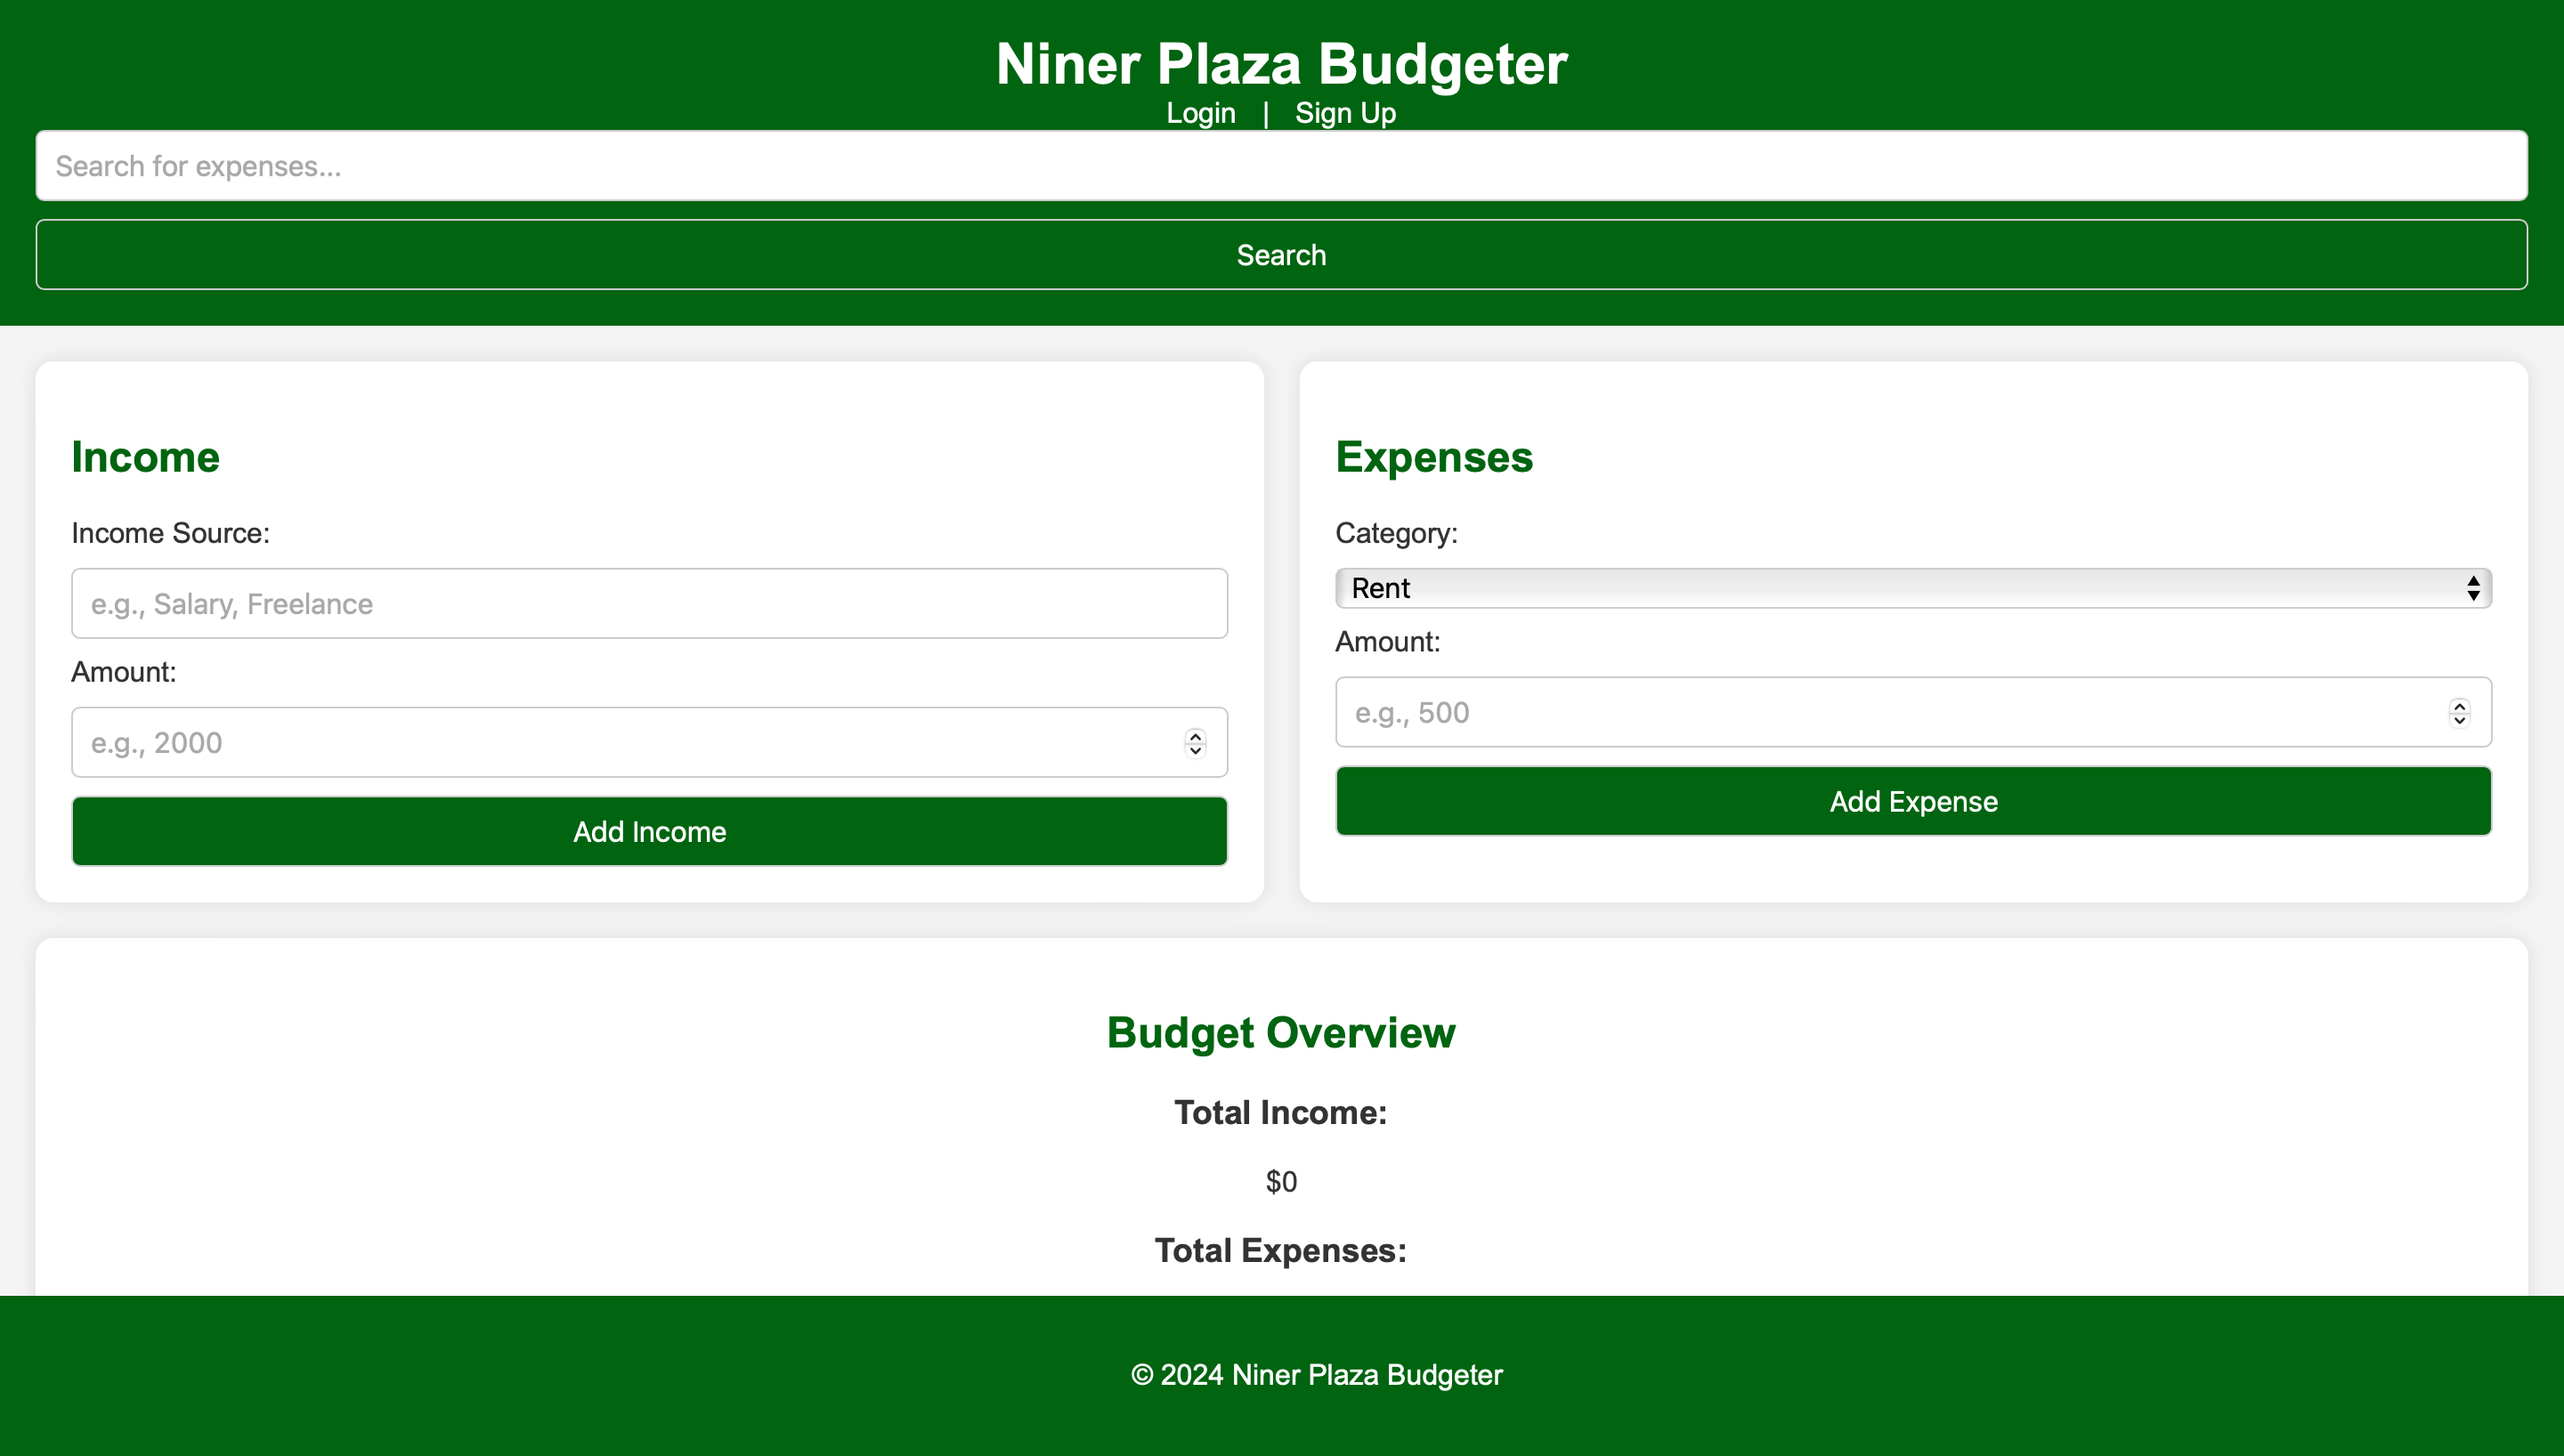 Niner Plaza Budgeter
Login | Sign Up
Search for expenses...
Search
Income
Income Source:
e.g., Salary, Freelance
Amount:
e.g., 2000
Add Income
Expenses
Category:
Rent
Amount:
e.g., 500
Add Expense
Budget Overview
Total Income:
$0
Total Expenses:
© 2024 Niner Plaza Budgeter